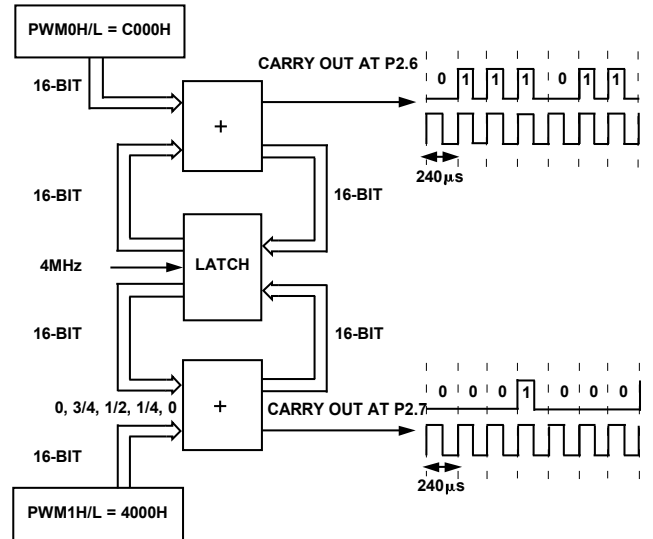 PWM0H/L = C000H
16-BIT
CARRY OUT AT P2.6
0 1 1 1 0 1 1
+
240μs
16-BIT
16-BIT
4MHz
LATCH
16-BIT
16-BIT
0, 3/4, 1/2, 1/4, 0
+
CARRY OUT AT P2.7
0 0 0 1 0 0 0
16-BIT
240μs
PWM1H/L = 4000H